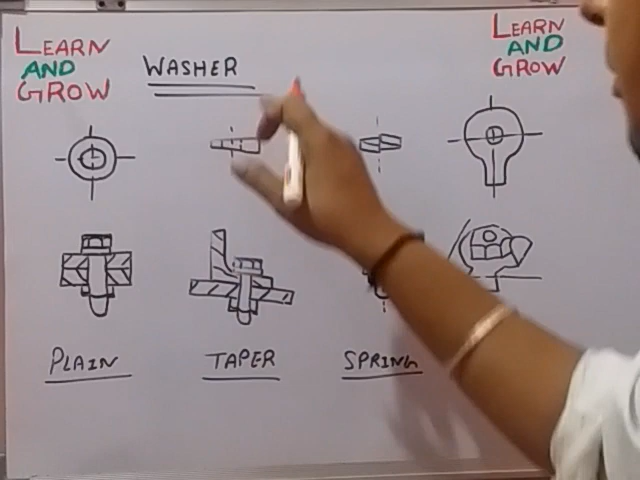 LEARN
AND
GROW
WASHER
LEARN
AND
GROW
PLAIN
TAPER
SPRING